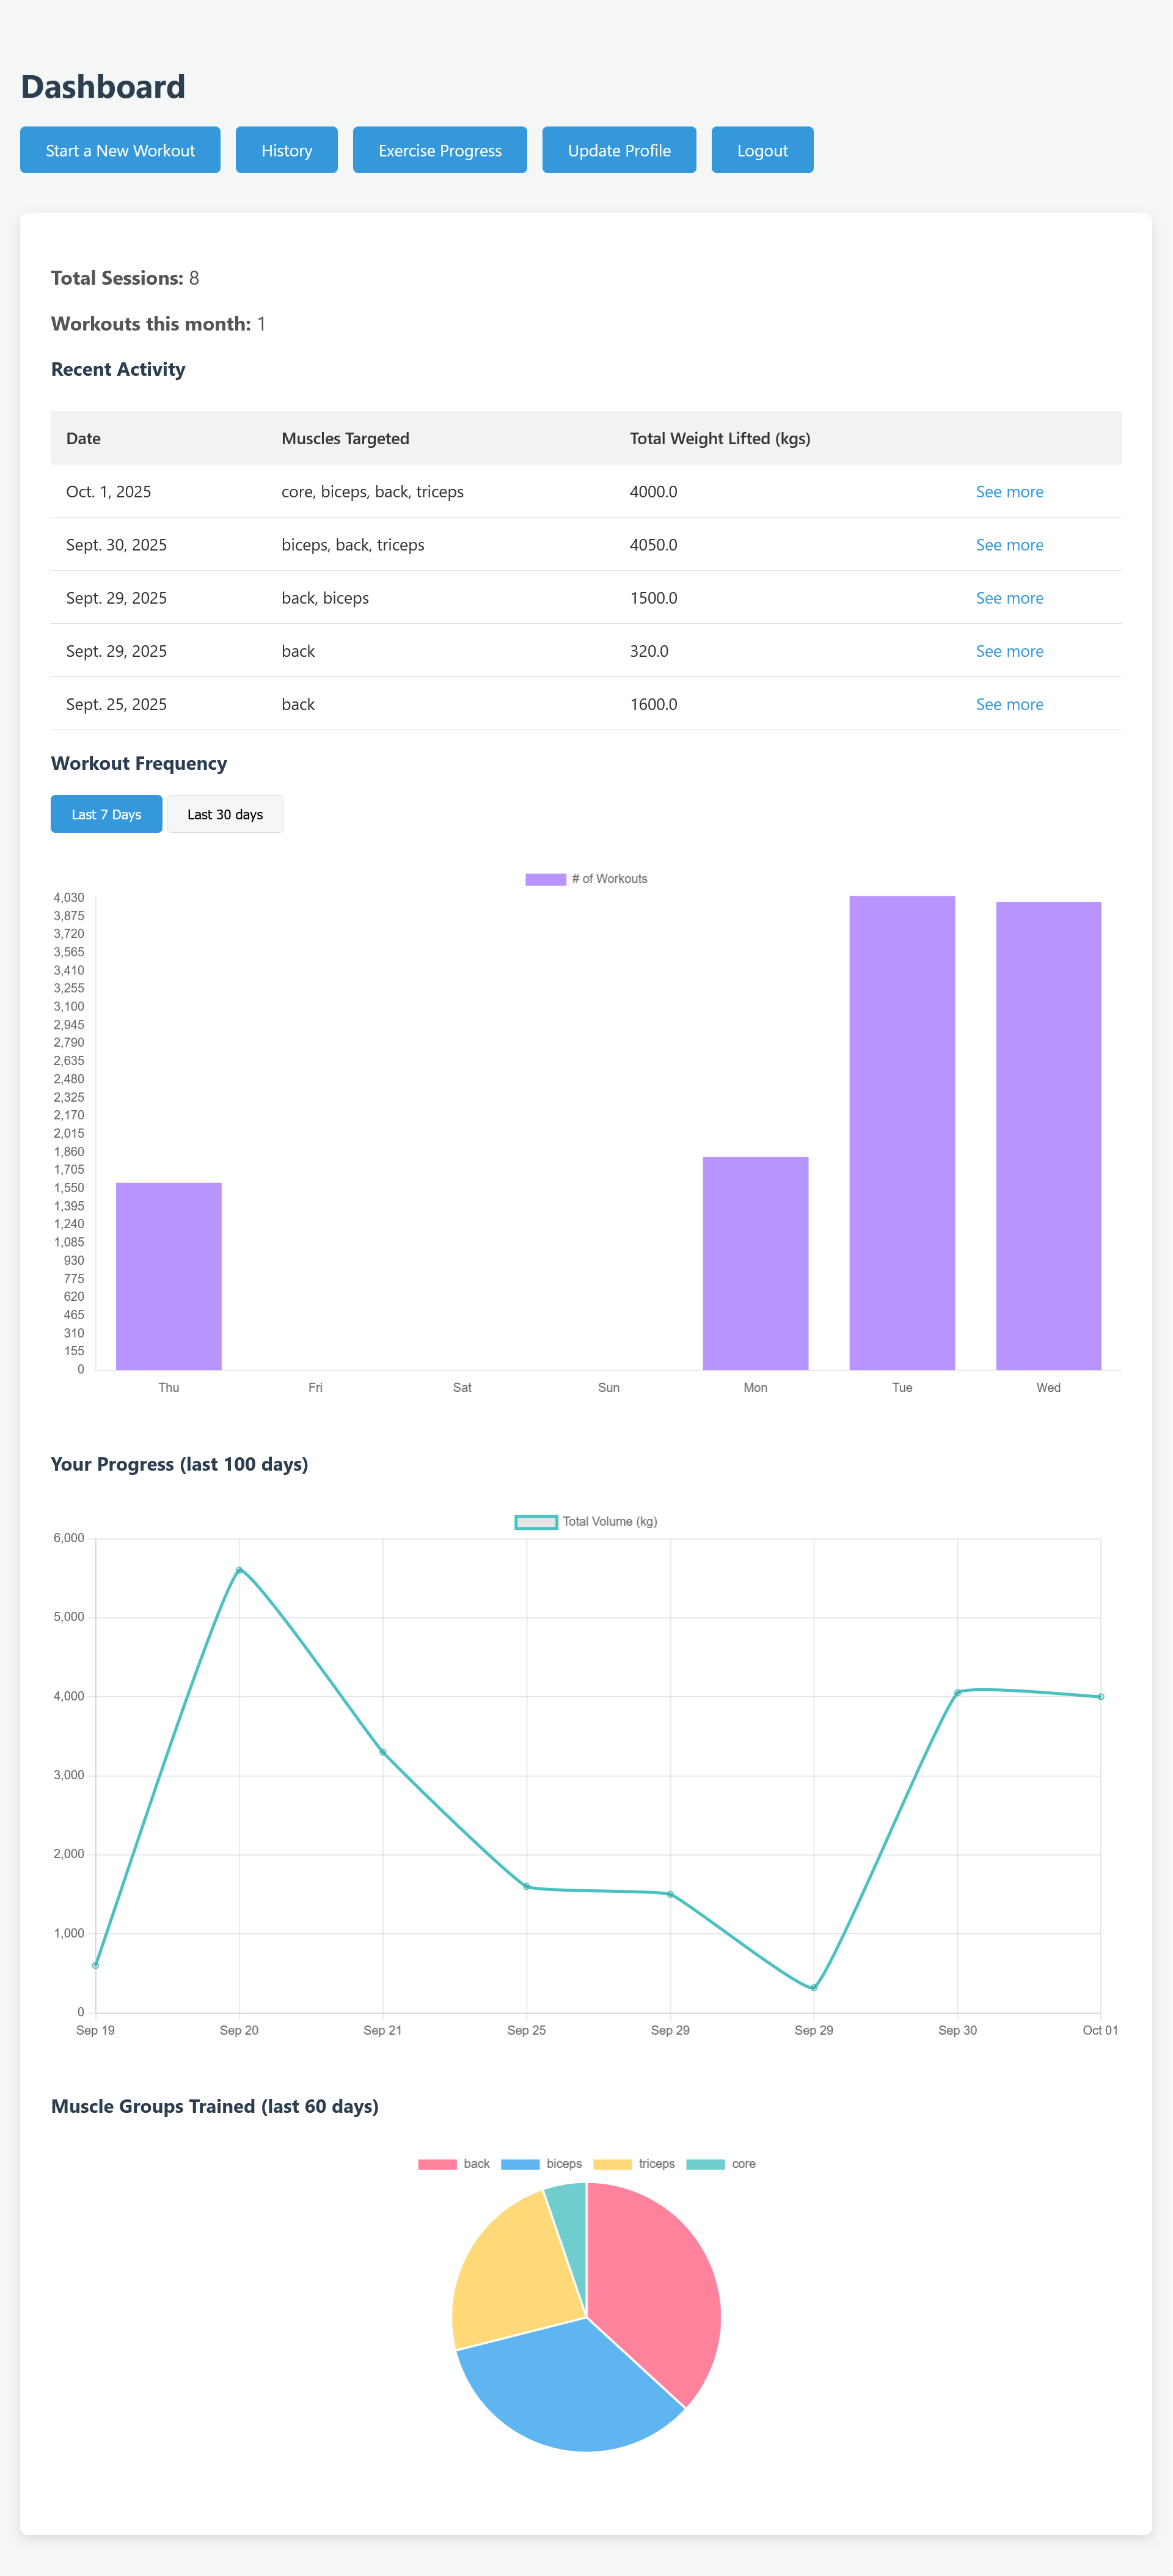 Dashboard
Start a New Workout History Exercise Progress Update Profile Logout
Total Sessions: 8
Workouts this month: 1
Recent Activity
Date Muscles Targeted Total Weight Lifted (kgs)
Oct. 1, 2025 core, biceps, back, triceps 4000.0 See more
Sept. 30, 2025 biceps, back, triceps 4050.0 See more
Sept. 29, 2025 back, biceps 1500.0 See more
Sept. 29, 2025 back 320.0 See more
Sept. 25, 2025 back 1600.0 See more
Workout Frequency
Last 7 Days Last 30 days
# of Workouts
4,030
3,875
3,720
3,565
3,410
3,255
3,100
2,945
2,790
2,635
2,480
2,325
2,170
2,015
1,860
1,705
1,550
1,395
1,240
1,085
930
775
620
465
310
155
0
Thu Fri Sat Sun Mon Tue Wed
Your Progress (last 100 days)
Total Volume (kg)
6,000
5,000
4,000
3,000
2,000
1,000
0
Sep 19 Sep 20 Sep 21 Sep 25 Sep 29 Sep 29 Sep 30 Oct 01
Muscle Groups Trained (last 60 days)
back biceps triceps core